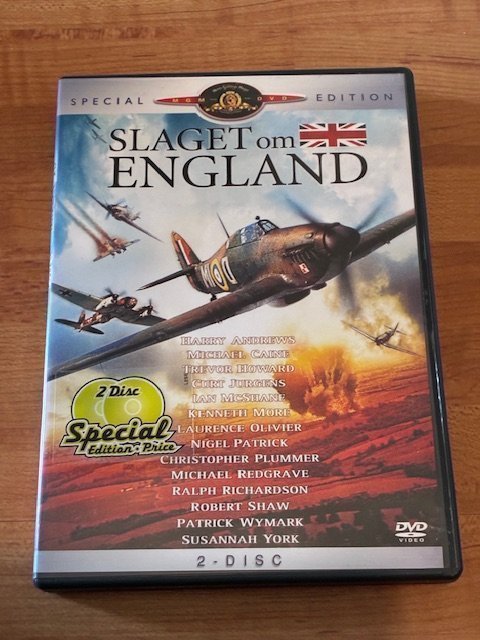 SPECIAL MGM DVD EDITION
SLAGET om
ENGLAND
HARRY ANDREWS
MICHAEL CAINE
TREVOR HOWARD
CURT JURGENS
IAN MCSHANE
KENNETH MORE
LAURENCE OLIVIER
NIGEL PATRICK
CHRISTOPHER PLUMMER
MICHAEL REDGRAVE
RALPH RICHARDSON
ROBERT SHAW
PATRICK WYMARK
SUSANNAH YORK
2 Disc
Special
Edition • Price
DVD
VIDEO
2-DISC